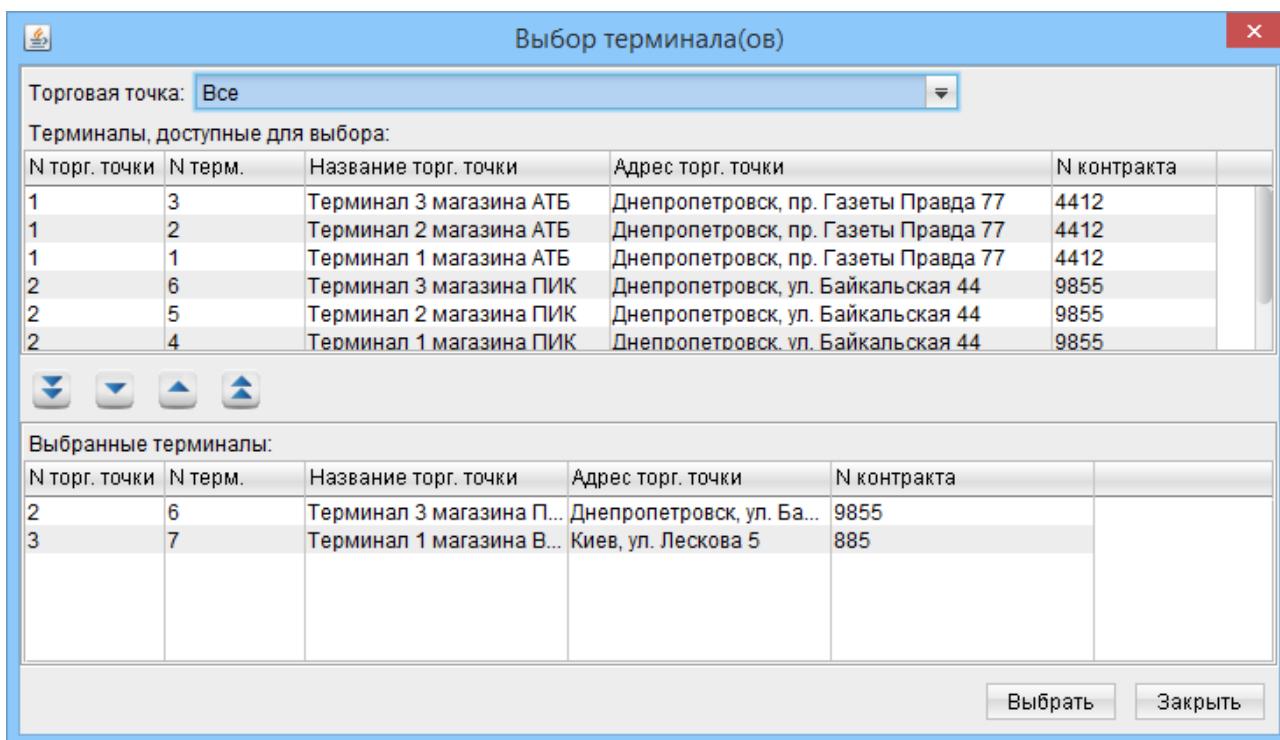 Выбор терминала(ов)
Торговая точка: Все
Терминалы, доступные для выбора:
N торг. точки N терм. Название торг. точки Адрес торг. точки N контракта
1 3 Терминал 3 магазина АТБ Днепропетровск, пр. Газеты Правда 77 4412
1 2 Терминал 2 магазина АТБ Днепропетровск, пр. Газеты Правда 77 4412
1 1 Терминал 1 магазина АТБ Днепропетровск, пр. Газеты Правда 77 4412
2 6 Терминал 3 магазина ПИК Днепропетровск, ул. Байкальская 44 9855
2 5 Терминал 2 магазина ПИК Днепропетровск, ул. Байкальская 44 9855
2 4 Терминал 1 магазина ПИК Днепропетровск, ул. Байкальская 44 9855
Выбранные терминалы:
N торг. точки N терм. Название торг. точки Адрес торг. точки N контракта
2 6 Терминал 3 магазина П... Днепропетровск, ул. Ба... 9855
3 7 Терминал 1 магазина В... Киев, ул. Лескова 5 885
Выбрать Закрыть